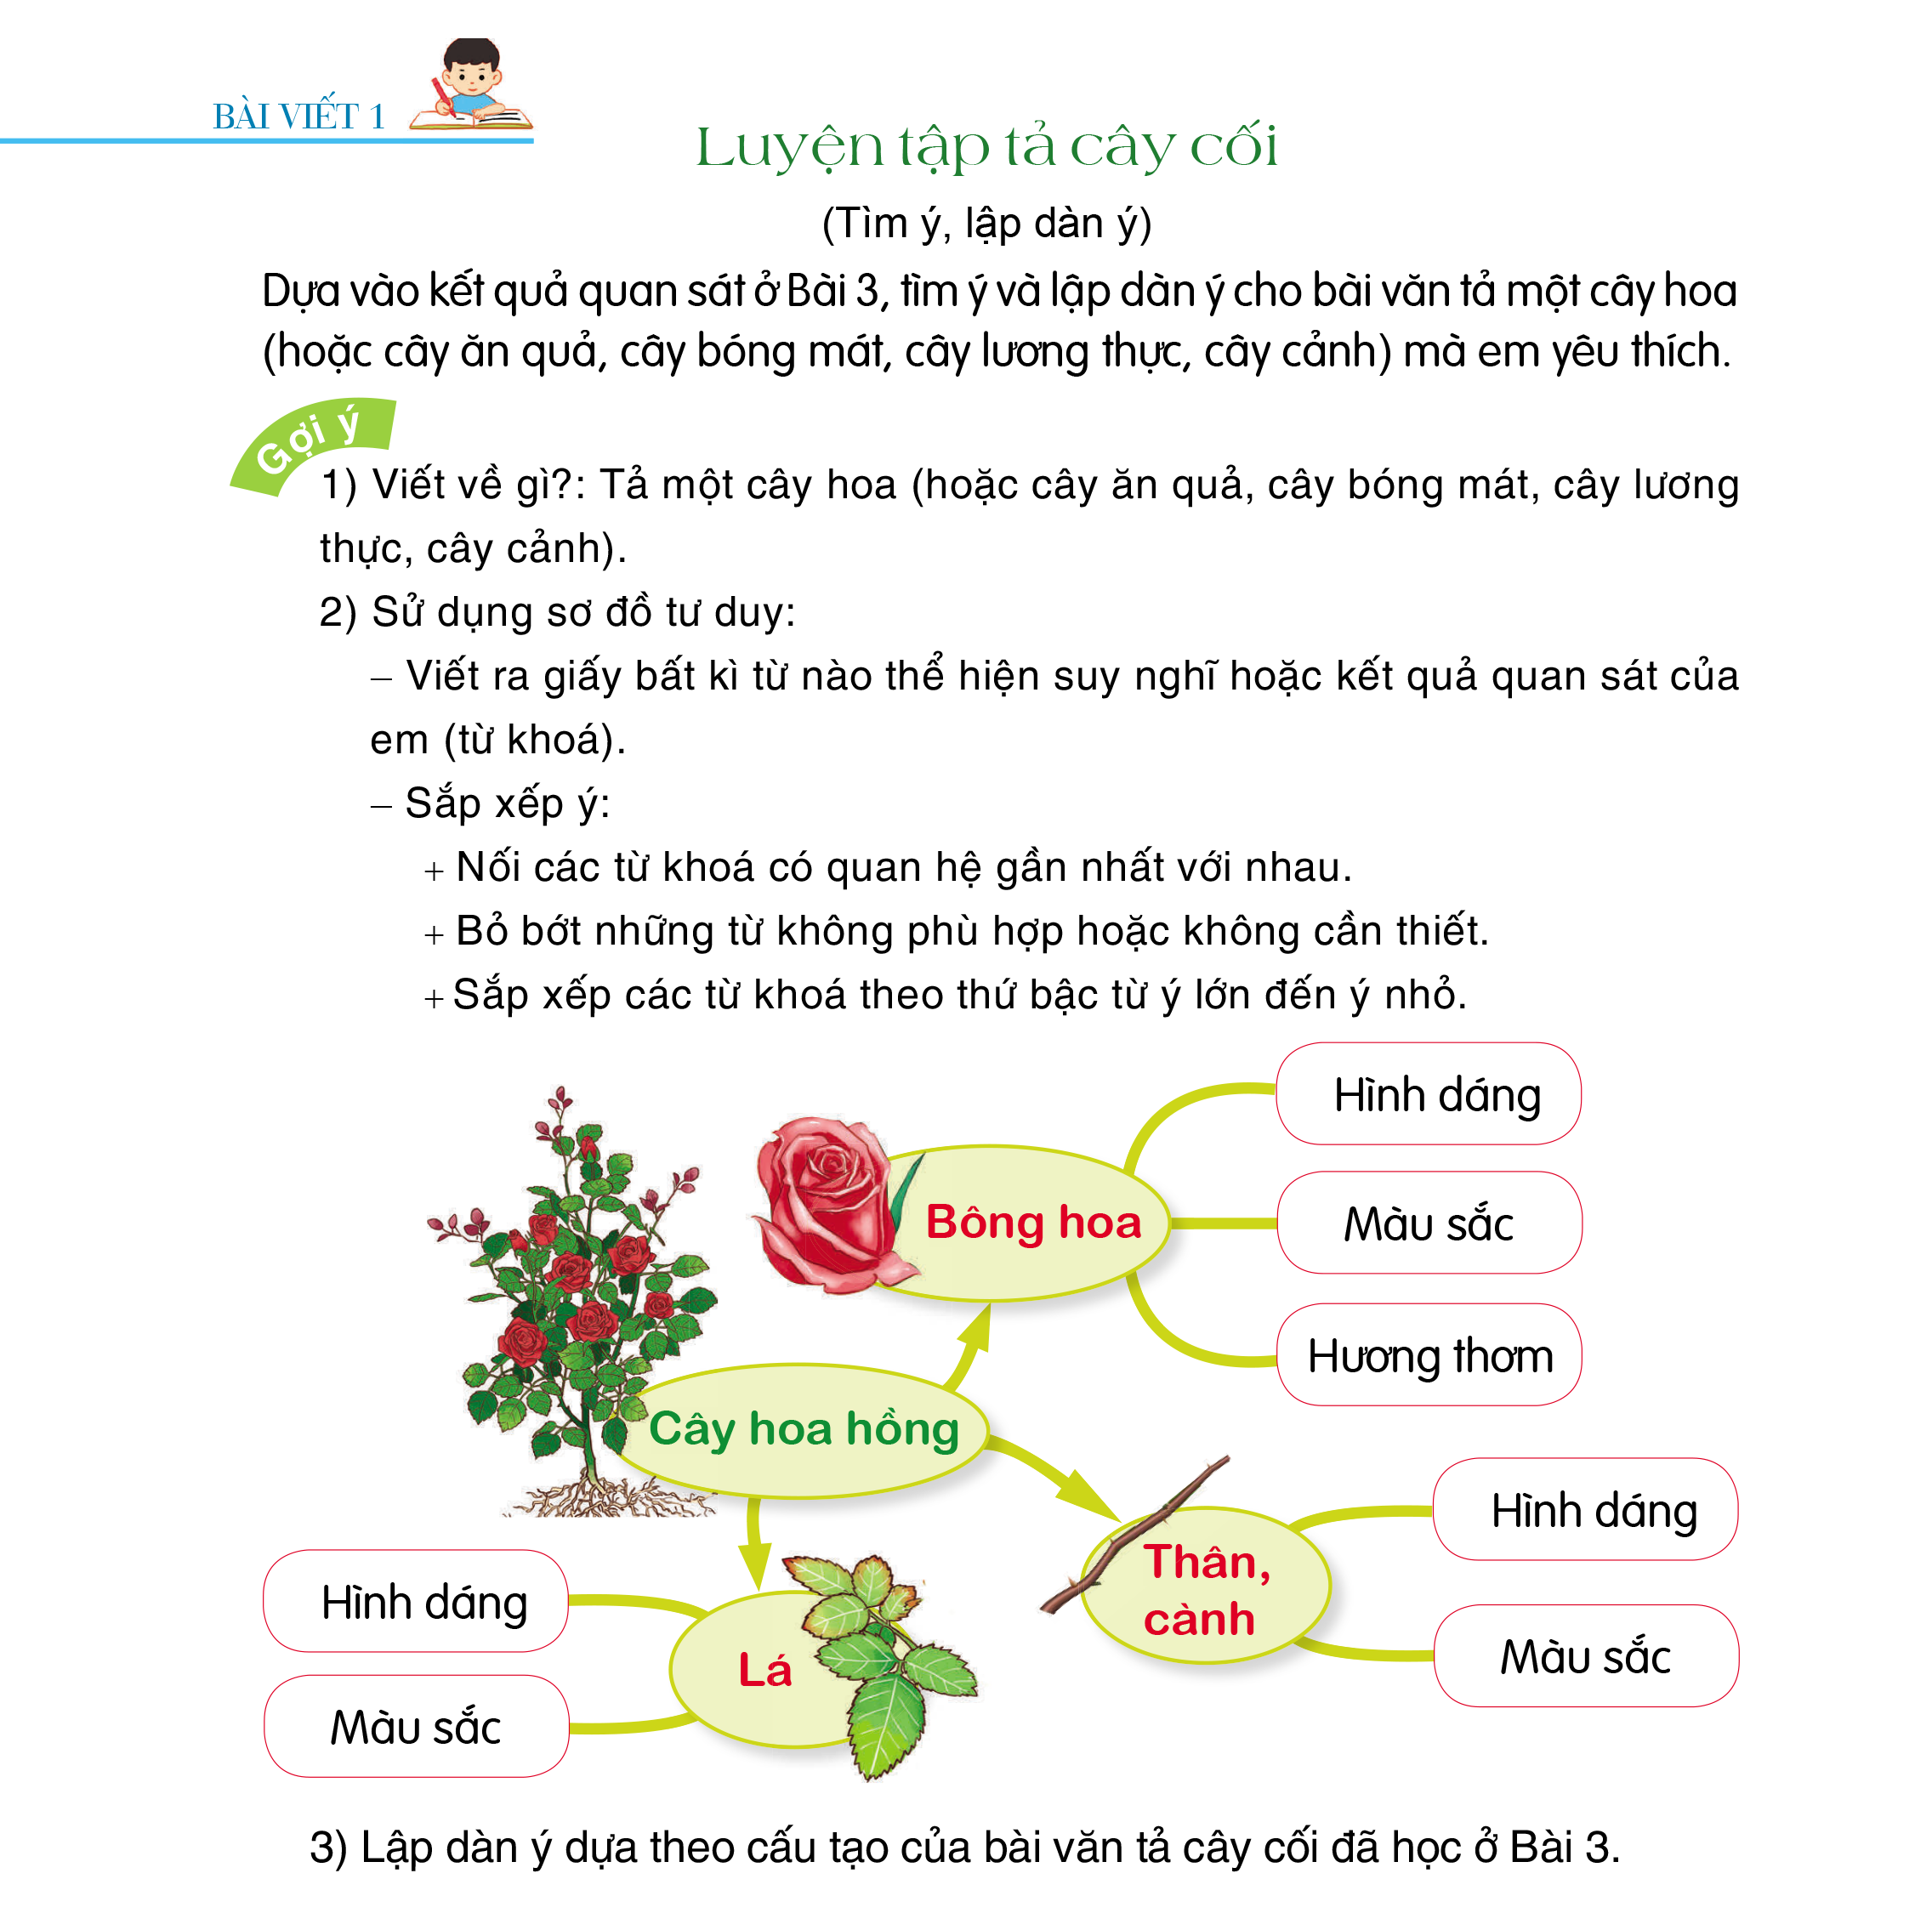 BÀI VIẾT 1
Luyện tập tả cây cối
(Tìm ý, lập dàn ý)
Dựa vào kết quả quan sát ở Bài 3, tìm ý và lập dàn ý cho bài văn tả một cây hoa
(hoặc cây ăn quả, cây bóng mát, cây lương thực, cây cảnh) mà em yêu thích.
Gợi ý
1) Viết về gì?: Tả một cây hoa (hoặc cây ăn quả, cây bóng mát, cây lương
thực, cây cảnh).
2) Sử dụng sơ đồ tư duy:
– Viết ra giấy bất kì từ nào thể hiện suy nghĩ hoặc kết quả quan sát của
em (từ khoá).
– Sắp xếp ý:
+ Nối các từ khoá có quan hệ gần nhất với nhau.
+ Bỏ bớt những từ không phù hợp hoặc không cần thiết.
+ Sắp xếp các từ khoá theo thứ bậc từ ý lớn đến ý nhỏ.
Hình dáng
Bông hoa
Màu sắc
Hương thơm
Cây hoa hồng
Hình dáng
Thân,
cành
Màu sắc
Hình dáng
Lá
Màu sắc
3) Lập dàn ý dựa theo cấu tạo của bài văn tả cây cối đã học ở Bài 3.